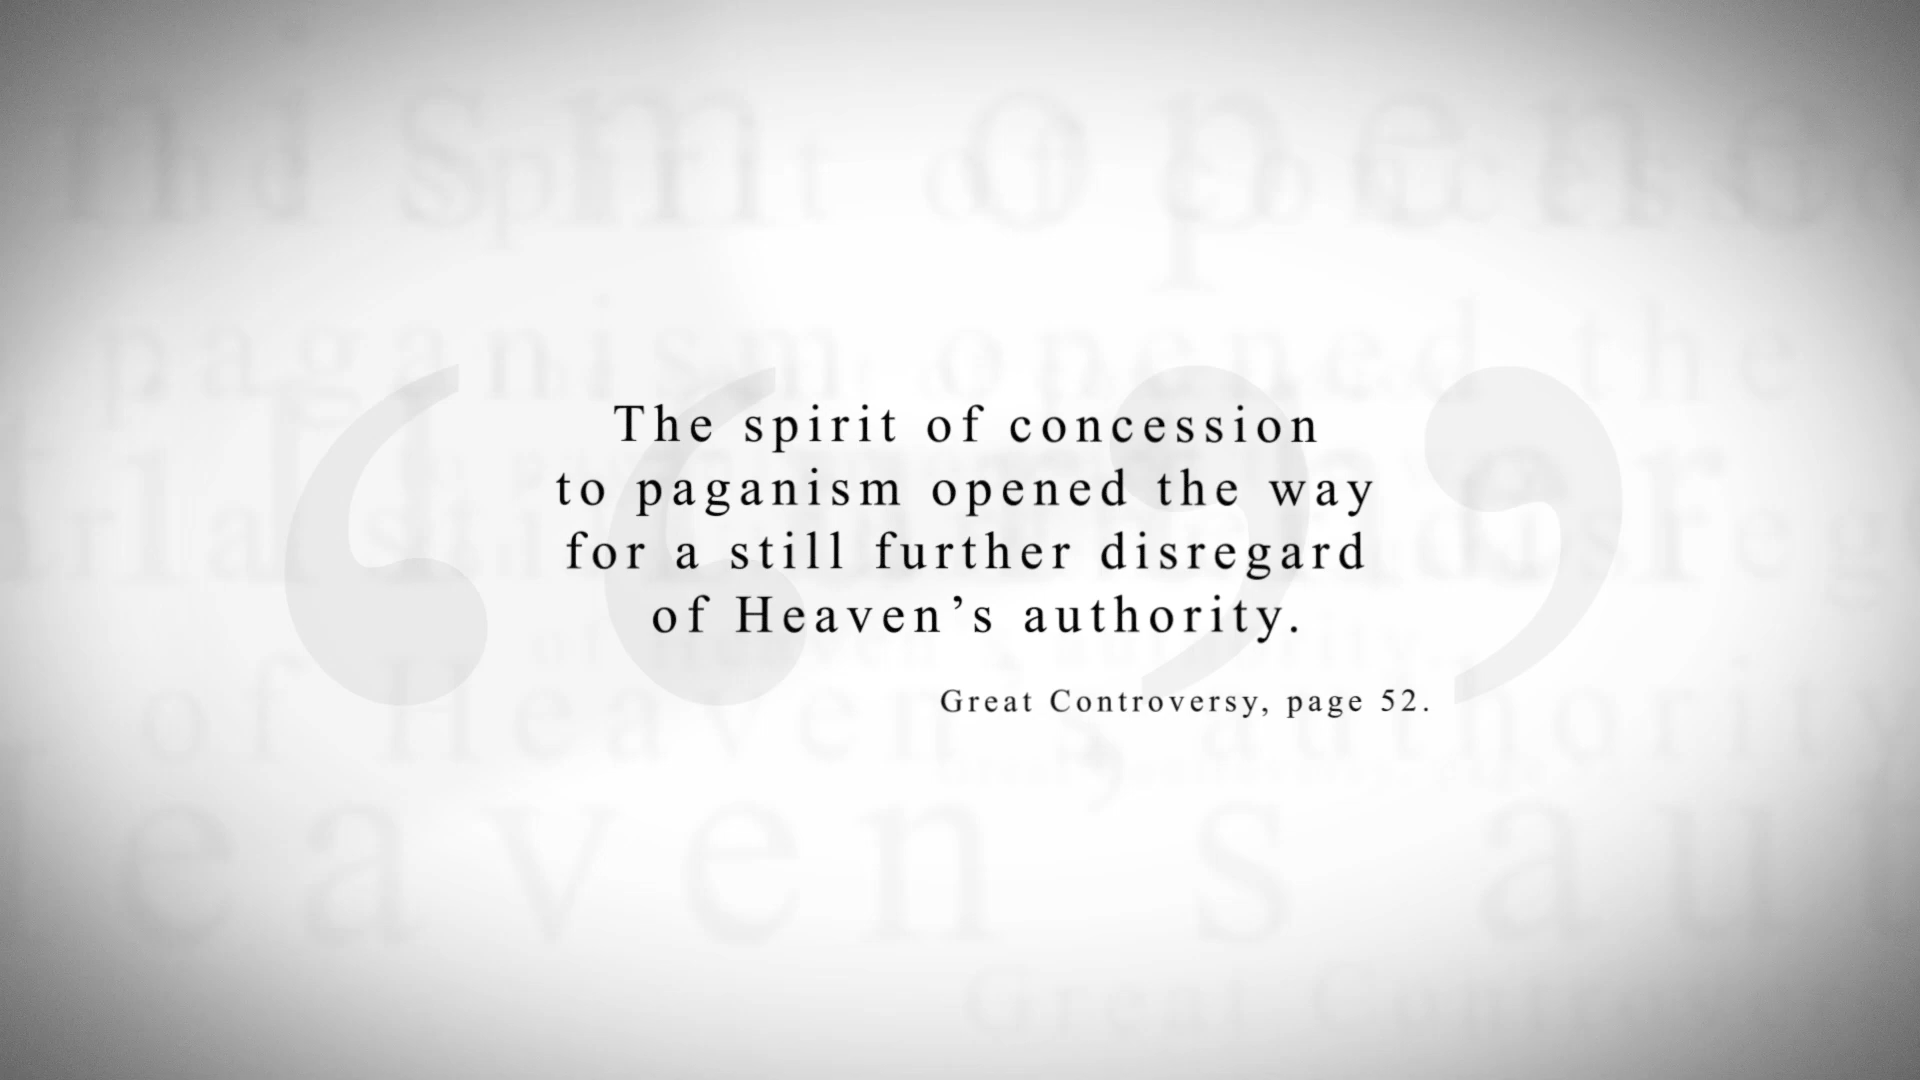 The spirit of concession
to paganism opened the way
for a still further disregard
of Heaven’s authority.
Great Controversy, page 52.